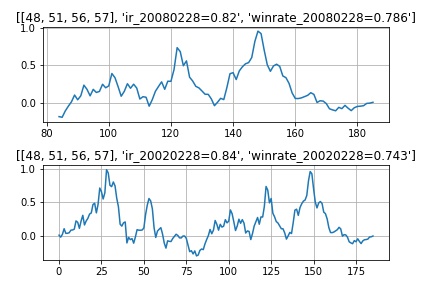 [[48, 51, 56, 57], 'ir_20080228=0.82', 'winrate_20080228=0.786']
1.0
0.5
0.0
80 100 120 140 160 180
[[48, 51, 56, 57], 'ir_20020228=0.84', 'winrate_20020228=0.743']
1.0
0.5
0.0
0 25 50 75 100 125 150 175